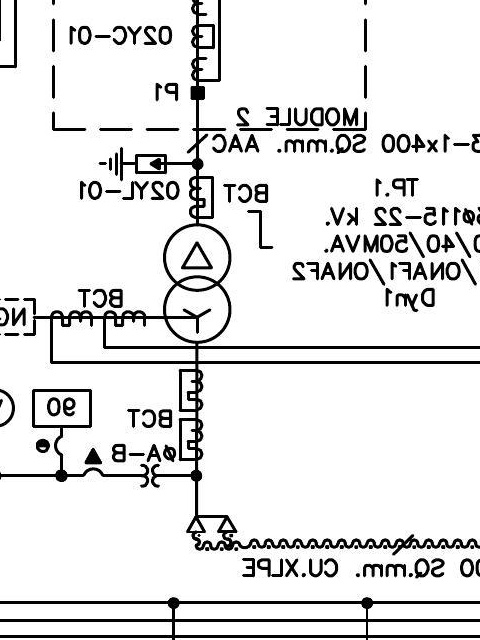 02YC-01
P1
MODULE 2
3-1x400 SQ.mm. AAC
02YL-01
BCT
TP.1
3Ø115-22 kV.
0/40/50MVA.
/ONAF1/ONAF2
Dyn1
BCT
NG
90
BCT
ØA-B
00 SQ.mm. CU.XLPE